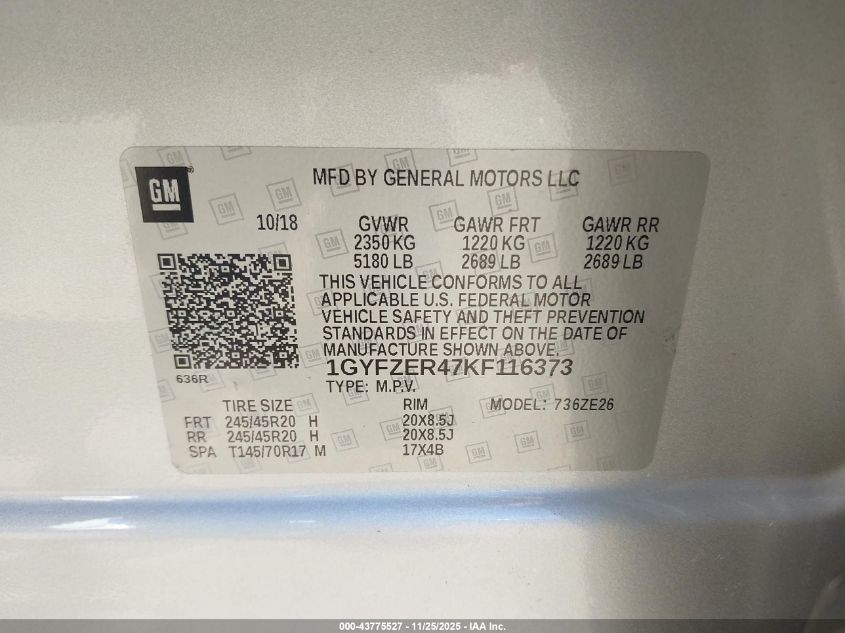 GM
®
MFD BY GENERAL MOTORS LLC
10/18 GVWR GAWR FRT GAWR RR
2350 KG 1220 KG 1220 KG
5180 LB 2689 LB 2689 LB
THIS VEHICLE CONFORMS TO ALL
APPLICABLE U.S. FEDERAL MOTOR
VEHICLE SAFETY AND THEFT PREVENTION
STANDARDS IN EFFECT ON THE DATE OF
MANUFACTURE SHOWN ABOVE.
1GYFZER47KF116373
636R
TYPE: M.P.V.
TIRE SIZE RIM MODEL: 736ZE26
FRT 245/45R20 H 20X8.5J
RR 245/45R20 H 20X8.5J
SPA T145/70R17 M 17X4B
000-43775527 - 11/25/2025 - IAA Inc.